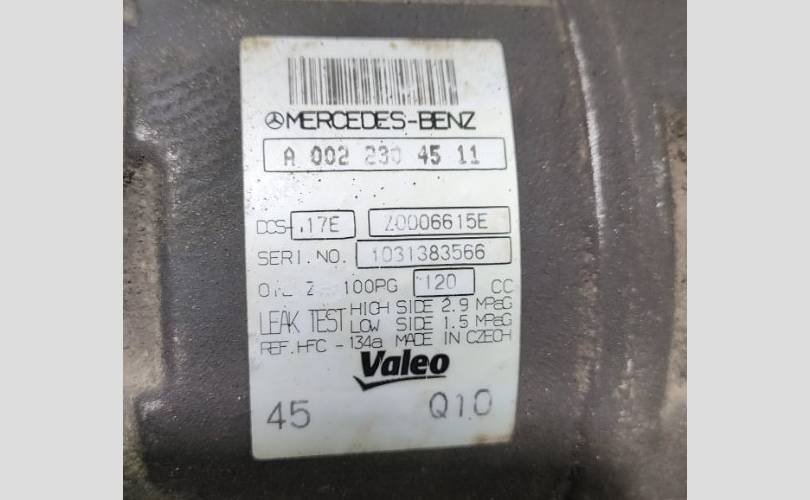 MERCEDES-BENZ
A 002 230 45 11
DCS-.17E Z0006615E
SERI.NO. 1031383566
OIL Z 100PG 120 CC
LEAK TEST HIGH SIDE 2.9 MPaG
LOW SIDE 1.5 MPaG
REF.HFC -134a MADE IN CZECH
Valeo
45 Q10